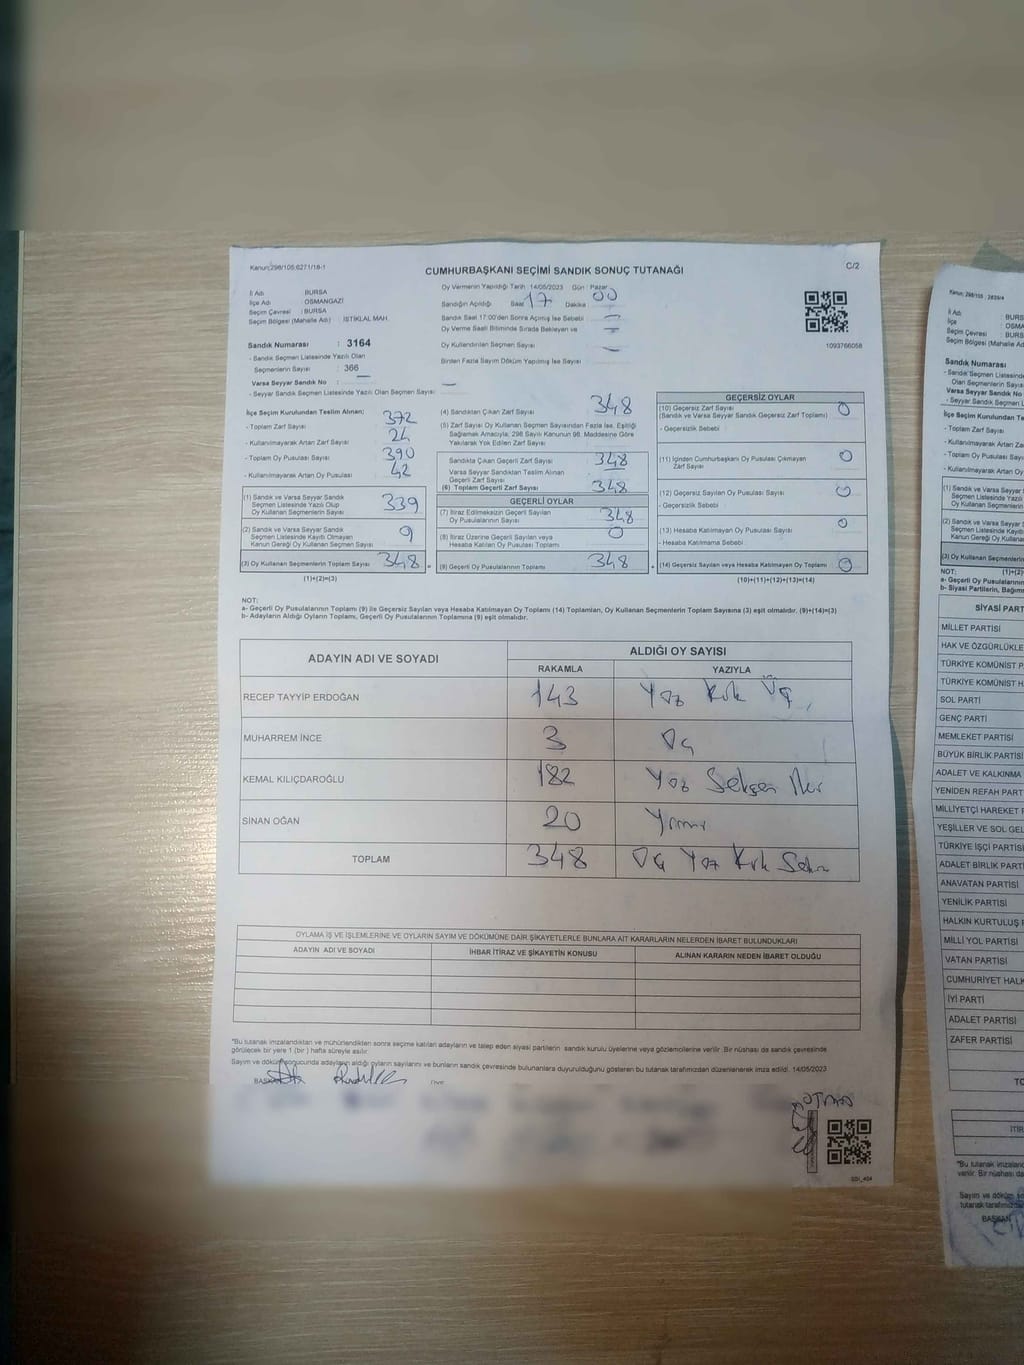 Kanun:298/105.6271/18-1
CUMHURBAŞKANI SEÇİMİ SANDIK SONUÇ TUTANAĞI
C/2
İl Adı : BURSA
İlçe Adı : OSMANGAZİ
Seçim Çevresi : BURSA
Seçim Bölgesi (Mahalle Adı) : İSTİKLAL MAH.
Oy Vermenin Yapıldığı Tarih : 14/05/2023 Gün : Pazar
Sandığın Açıldığı Saat 17 Dakika 00
Sandık Saat 17:00'den Sonra Açılmış İse Sebebi :
Oy Verme Saati Bitiminde Sırada Bekleyen ve
Oy Kullandırılan Seçmen Sayısı
Birden Fazla Sayım Döküm Yapılmış İse Sayısı
1093766058
Sandık Numarası : 3164
- Sandık Seçmen Listesinde Yazılı Olan
Seçmenlerin Sayısı : 366
Varsa Seyyar Sandık No :
- Seyyar Sandık Seçmen Listesinde Yazılı Olan Seçmen Sayısı
İlçe Seçim Kurulundan Teslim Alınan;
- Toplam Zarf Sayısı 372
- Kullanılmayarak Artan Zarf Sayısı 24
- Toplam Oy Pusulası Sayısı 390
- Kullanılmayarak Artan Oy Pusulası 42
(1) Sandık ve Varsa Seyyar Sandık
Seçmen Listesinde Yazılı Olup
Oy Kullanan Seçmenlerin Sayısı 339
(2) Sandık ve Varsa Seyyar Sandık
Seçmen Listesinde Kayıtlı Olmayan
Kanun Gereği Oy Kullanan Seçmen Sayısı 9
(3) Oy Kullanan Seçmenlerin Toplam Sayısı 348 =
(1)+(2)=(3)
(4) Sandıktan Çıkan Zarf Sayısı 348
(5) Zarf Sayısı Oy Kullanan Seçmen Sayısından Fazla İse, Eşitliği
Sağlamak Amacıyla; 298 Sayılı Kanunun 98. Maddesine Göre
Yakılarak Yok Edilen Zarf Sayısı
Sandıkta Çıkan Geçerli Zarf Sayısı 348
Varsa Seyyar Sandıktan Teslim Alınan
Geçerli Zarf Sayısı
(6) Toplam Geçerli Zarf Sayısı 348
GEÇERLİ OYLAR
(7) İtiraz Edilmeksizin Geçerli Sayılan
Oy Pusulalarının Sayısı 348
(8) İtiraz Üzerine Geçerli Sayılan veya
Hesaba Katılan Oy Pusulası Toplamı 0
(9) Geçerli Oy Pusulalarının Toplamı 348 +
GEÇERSİZ OYLAR
(10) Geçersiz Zarf Sayısı
(Sandık ve Varsa Seyyar Sandık Geçersiz Zarf Toplamı) 0
- Geçersizlik Sebebi :
(11) İçinden Cumhurbaşkanı Oy Pusulası Çıkmayan
Zarf Sayısı 0
(12) Geçersiz Sayılan Oy Pusulası Sayısı 0
- Geçersizlik Sebebi
(13) Hesaba Katılmayan Oy Pusulası Sayısı 0
- Hesaba Katılmama Sebebi
(14) Geçersiz Sayılan veya Hesaba Katılmayan Oy Toplamı 0
(10)+(11)+(12)+(13)=(14)
NOT:
a- Geçerli Oy Pusulalarının Toplamı (9) ile Geçersiz Sayılan veya Hesaba Katılmayan Oy Toplamı (14) Toplamları, Oy Kullanan Seçmenlerin Toplam Sayısına (3) eşit olmalıdır. (9)+(14)=(3)
b- Adayların Aldığı Oyların Toplamı, Geçerli Oy Pusulalarının Toplamına (9) eşit olmalıdır.
ADAYIN ADI VE SOYADI
ALDIĞI OY SAYISI
RAKAMLA YAZIYLA
RECEP TAYYİP ERDOĞAN 143 Yüz Kırk Üç
MUHARREM İNCE 3 Üç
KEMAL KILIÇDAROĞLU 182 Yüz Seksen İki
SİNAN OĞAN 20 Yirmi
TOPLAM 348 Üç Yüz Kırk Sekiz
OYLAMA İŞ VE İŞLEMLERİNE VE OYLARIN SAYIM VE DÖKÜMÜNE DAİR ŞİKAYETLERLE BUNLARA AİT KARARLARIN NELERDEN İBARET BULUNDUKLARI
ADAYIN ADI VE SOYADI
İHBAR İTİRAZ VE ŞİKAYETİN KONUSU
ALINAN KARARIN NEDEN İBARET OLDUĞU
*Bu tutanak imzalandıktan ve mühürlendikten sonra seçime katılan adayların ve talep eden siyasi partilerin sandık kurulu üyelerine veya gözlemcilerine verilir. Bir nüshası da sandık çevresinde
görülecek bir yere 1 (bir ) hafta süreyle asılır.
Sayım ve döküm sonucunda adayların aldığı oyların sayılarını ve bunların sandık çevresinde bulunanlara duyurulduğunu gösteren bu tutanak tarafımızdan düzenlenerek imza edildi. 14/05/2023
BAŞKAN
Üye
İl Adı : BURS
İlçe : OSMA
Seçim Çevresi : BURS
Seçim Bölgesi (Mahalle Ad
Sandık Numarası
- Sandık Seçmen Listesinde
Olan Seçmenlerin Sayısı
Varsa Seyyar Sandık No
- Seyyar Sandık Seçmen L
İlçe Seçim Kurulundan T
- Toplam Zarf Sayısı
- Kullanılmayarak Artan Za
- Toplam Oy Pusulası Sayısı
- Kullanılmayarak Artan O
(1) Sandık ve Varsa Seyyar
Seçmen Listesinde Yazılı
Oy Kullanan Seçmenlerin
(2) Sandık ve Varsa Seyyar
Seçmen Listesinde Kayıtl
Kanun Gereği Oy Kullan
(3) Oy Kullanan Seçmenlerin
NOT: (1)+(2)
a- Geçerli Oy Pusulalarını
b- Siyasi Partilerin, Bağıms
SİYASİ PART
MİLLET PARTİSİ
HAK VE ÖZGÜRLÜKLE
TÜRKİYE KOMÜNİST P
TÜRKİYE KOMÜNİST H
SOL PARTİ
GENÇ PARTİ
MEMLEKET PARTİSİ
BÜYÜK BİRLİK PARTİSİ
ADALET VE KALKINMA
YENİDEN REFAH PART
MİLLİYETÇİ HAREKET P
YEŞİLLER VE SOL GEL
TÜRKİYE İŞÇİ PARTİSİ
ADALET BİRLİK PARTİ
ANAVATAN PARTİSİ
YENİLİK PARTİSİ
HALKIN KURTULUŞ P
MİLLİ YOL PARTİSİ
VATAN PARTİSİ
CUMHURİYET HALK
İYİ PARTİ
ADALET PARTİSİ
ZAFER PARTİSİ
TO
İTİR
*Bu tutanak imzaland
verilir. Bir nüshası da
Sayım ve döküm so
tutanak tarafımızda
BAŞKAN